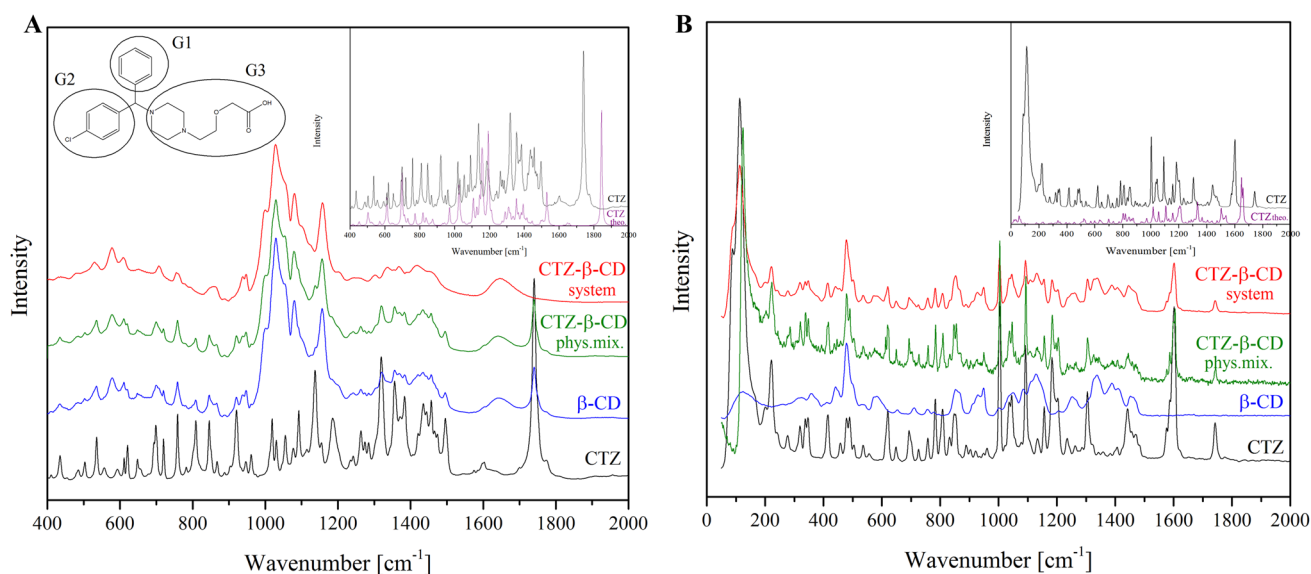 A
G1
G2
G3
N
N
O
OH
O
Cl
Intensity
CTZ
CTZ
theo.
400 600 800 1000 1200 1400 1600 1800 2000
Wavenumber [cm⁻¹]
Intensity
CTZ-β-CD
system
CTZ-β-CD
phys.mix.
β-CD
CTZ
400 600 800 1000 1200 1400 1600 1800 2000
Wavenumber [cm⁻¹]
B
Intensity
CTZ
CTZ theo.
0 200 400 600 800 1000 1200 1400 1600 1800 2000
Wavenumber [cm⁻¹]
Intensity
CTZ-β-CD
system
CTZ-β-CD
phys.mix.
β-CD
CTZ
0 200 400 600 800 1000 1200 1400 1600 1800 2000
Wavenumber [cm⁻¹]